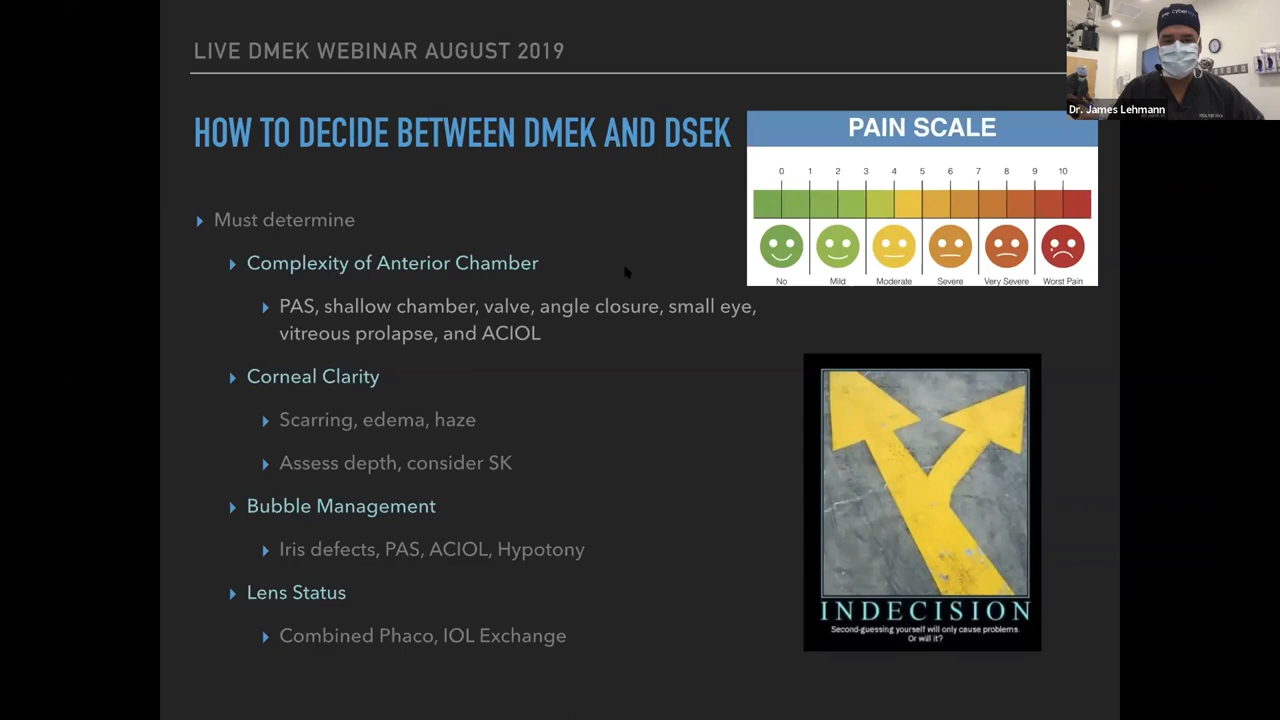 LIVE DMEK WEBINAR AUGUST 2019
Dr. James Lehmann
HOW TO DECIDE BETWEEN DMEK AND DSEK
PAIN SCALE
0 1 2 3 4 5 6 7 8 9 10
No Mild Moderate Severe Very Severe Worst Pain
Must determine
Complexity of Anterior Chamber
PAS, shallow chamber, valve, angle closure, small eye,
vitreous prolapse, and ACIOL
Corneal Clarity
Scarring, edema, haze
Assess depth, consider SK
Bubble Management
Iris defects, PAS, ACIOL, Hypotony
Lens Status
Combined Phaco, IOL Exchange
INDECISION
Second-guessing yourself will only cause problems.
Or will it?